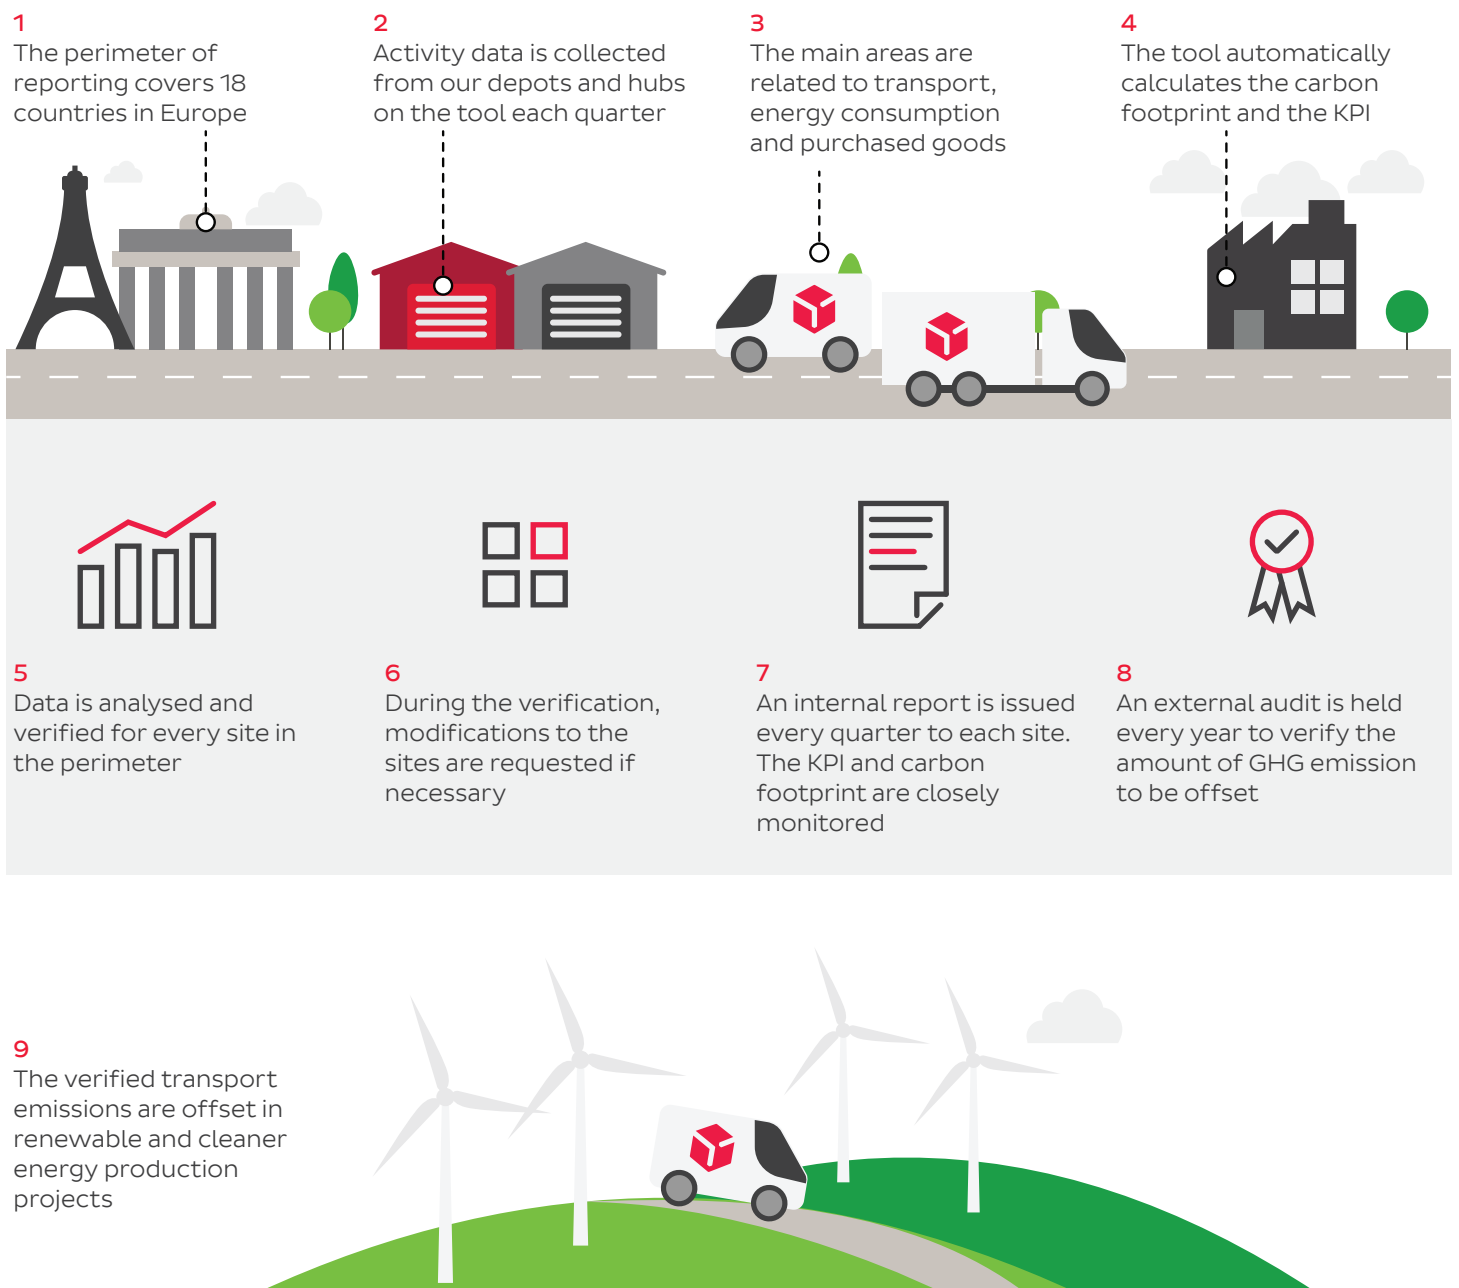 1
The perimeter of
reporting covers 18
countries in Europe
2
Activity data is collected
from our depots and hubs
on the tool each quarter
3
The main areas are
related to transport,
energy consumption
and purchased goods
4
The tool automatically
calculates the carbon
footprint and the KPI
5
Data is analysed and
verified for every site in
the perimeter
6
During the verification,
modifications to the
sites are requested if
necessary
7
An internal report is issued
every quarter to each site.
The KPI and carbon
footprint are closely
monitored
8
An external audit is held
every year to verify the
amount of GHG emission
to be offset
9
The verified transport
emissions are offset in
renewable and cleaner
energy production
projects